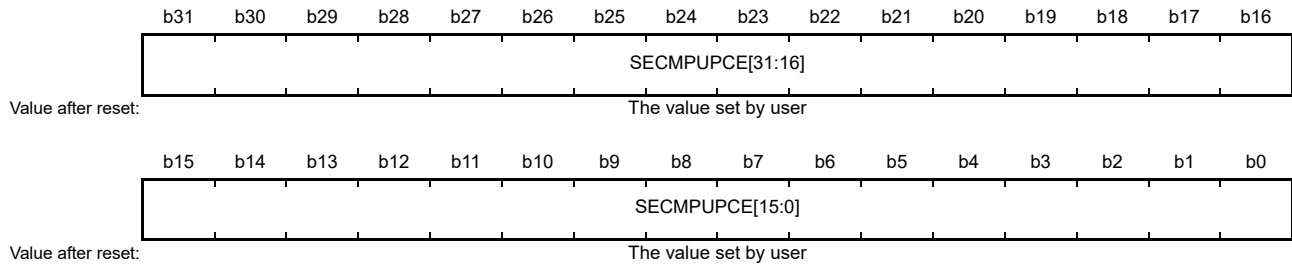 b31 b30 b29 b28 b27 b26 b25 b24 b23 b22 b21 b20 b19 b18 b17 b16
SECMPUPCE[31:16]
Value after reset: The value set by user
b15 b14 b13 b12 b11 b10 b9 b8 b7 b6 b5 b4 b3 b2 b1 b0
SECMPUPCE[15:0]
Value after reset: The value set by user